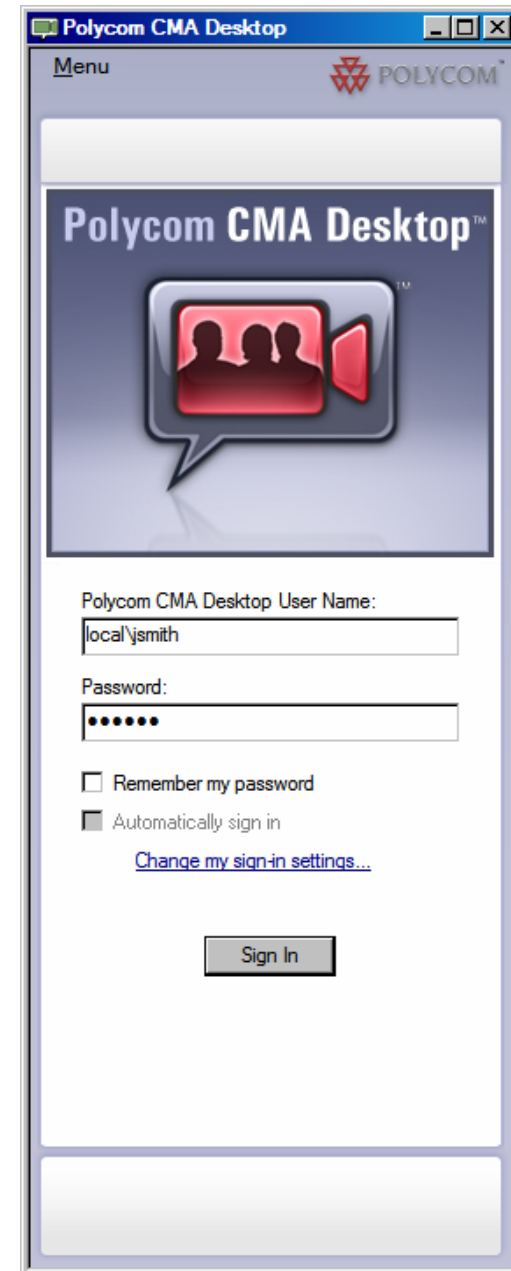 Polycom CMA Desktop
Menu
POLYCOM™
Polycom CMA Desktop™
TM
Polycom CMA Desktop User Name:
local\jsmith
Password:
••••••
Remember my password
Automatically sign in
Change my sign-in settings...
Sign In